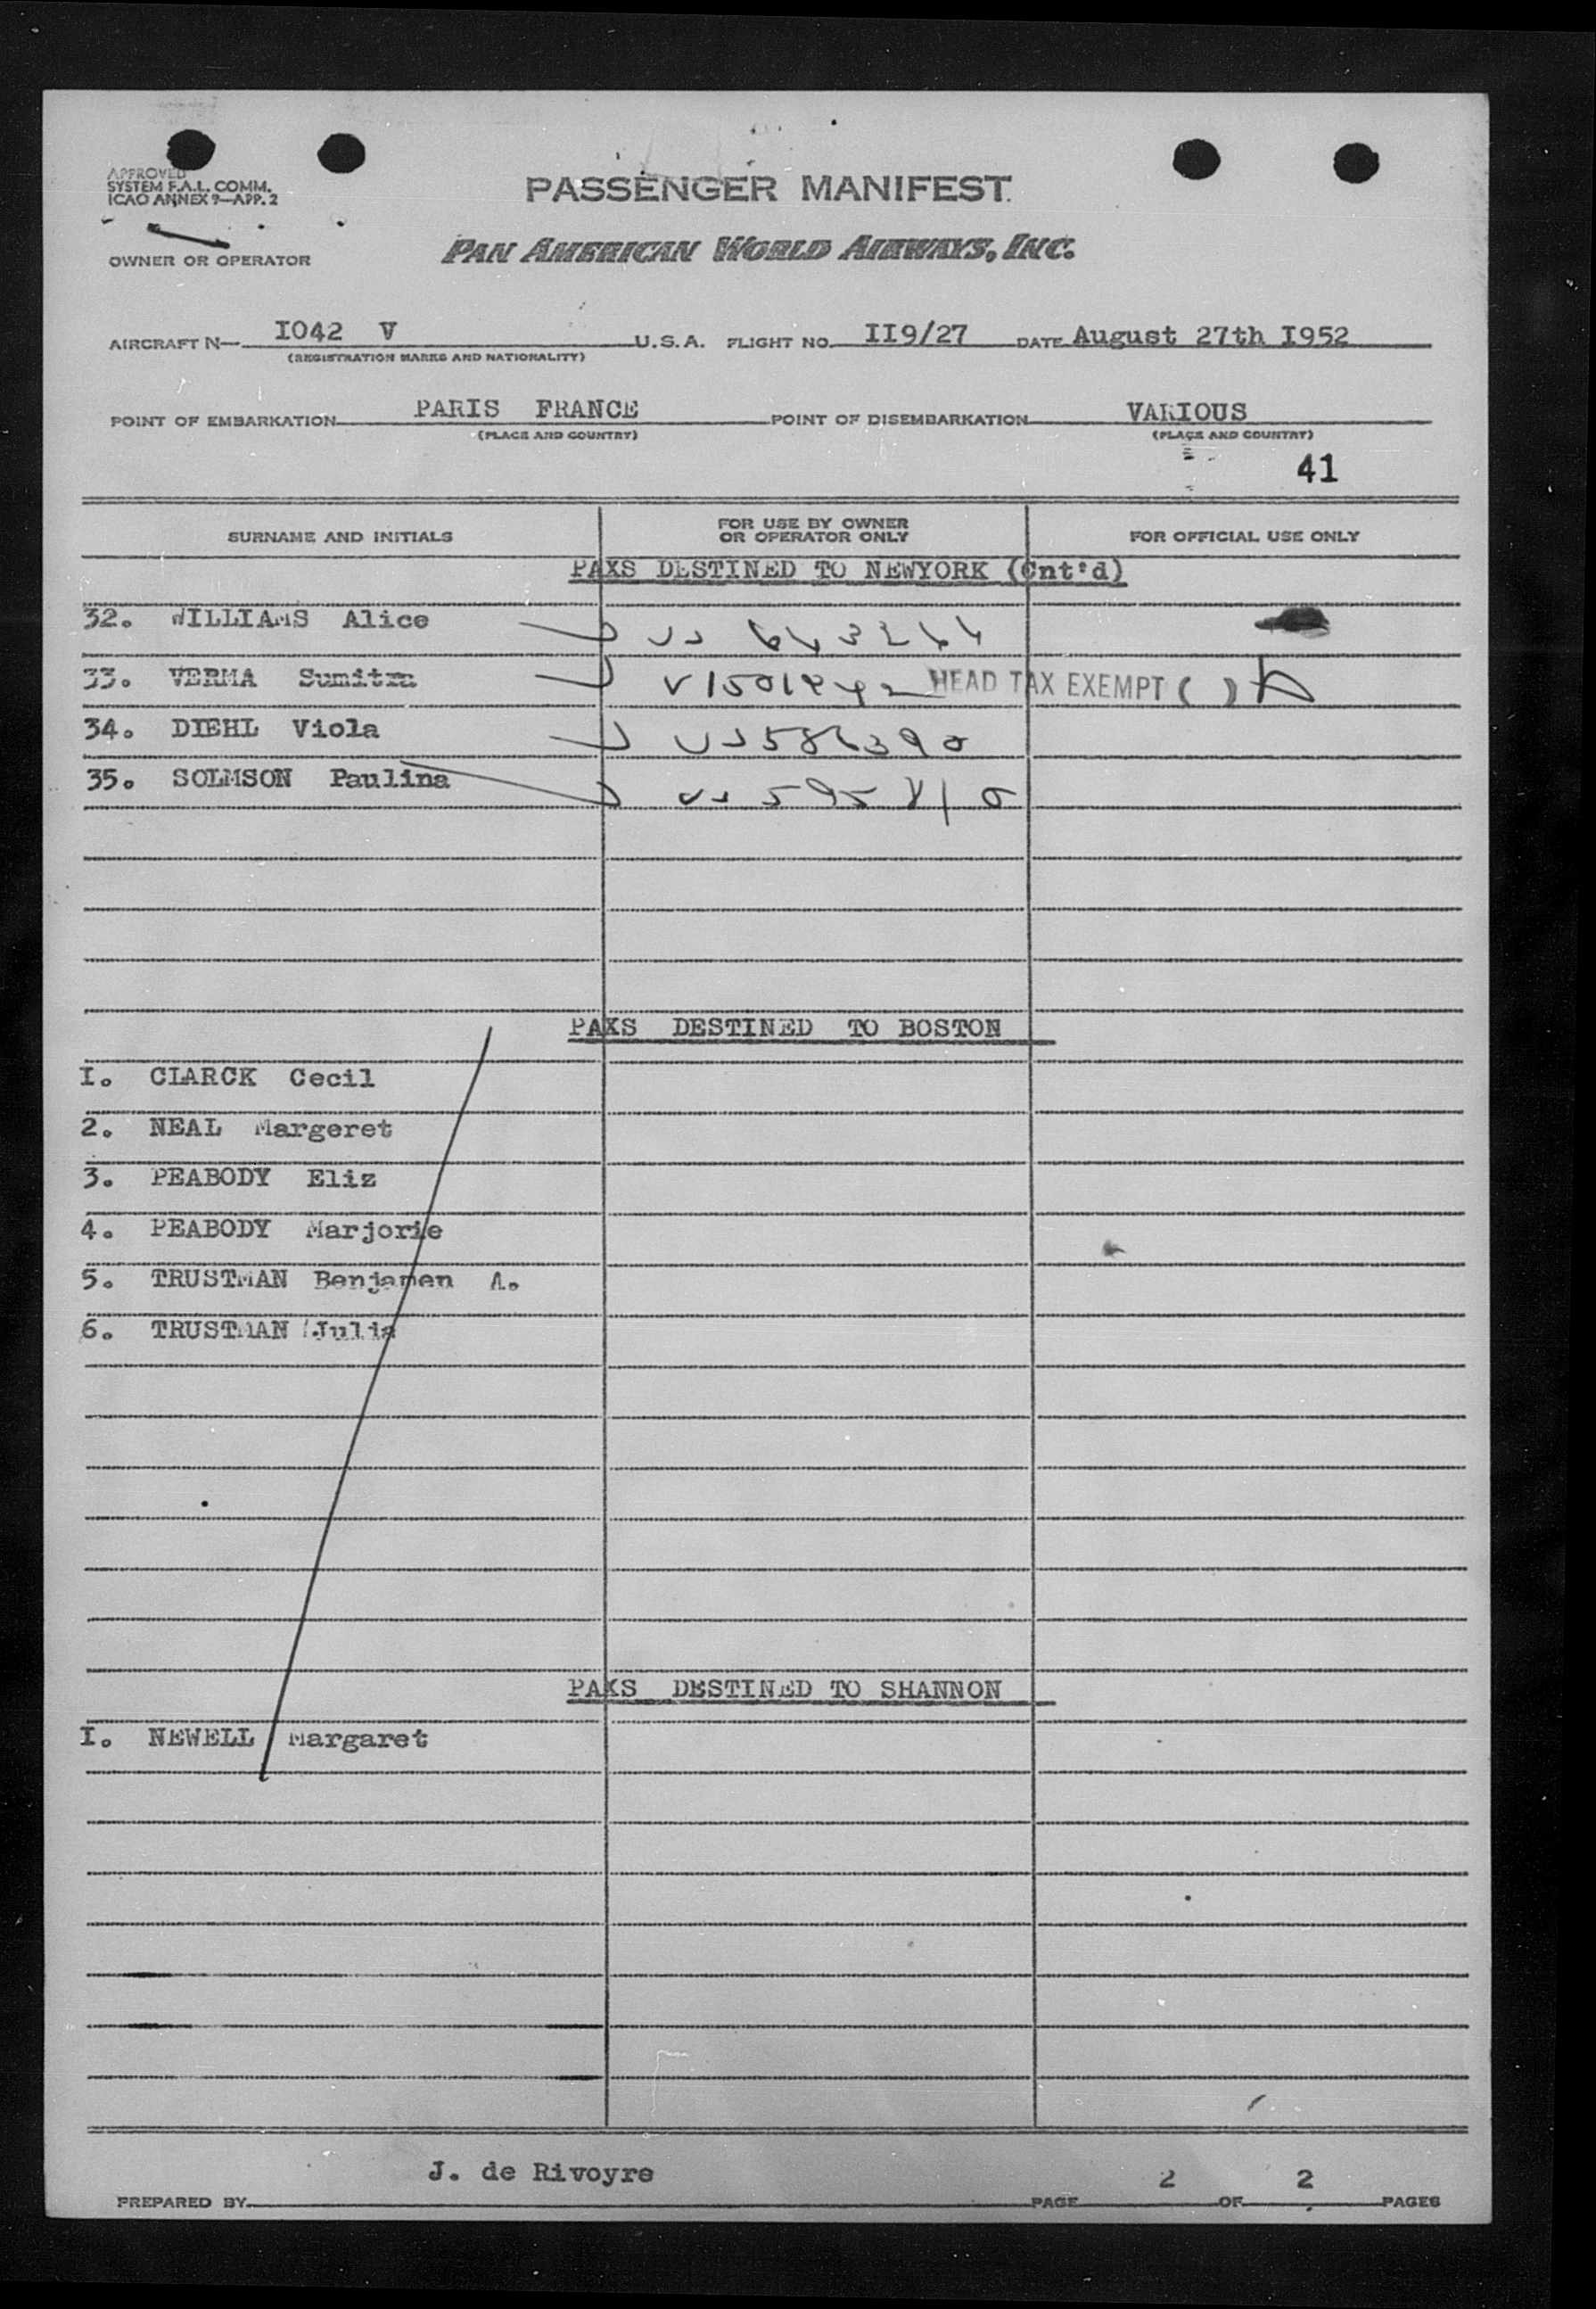 APPROVED
SYSTEM F.A.L. COMM.
ICAO ANNEX 9—APP. 2
PASSENGER MANIFEST
OWNER OR OPERATOR PAN AMERICAN WORLD AIRWAYS, INC.
AIRCRAFT N— I042 V U.S.A. FLIGHT NO. II9/27 DATE August 27th I952
(REGISTRATION MARKS AND NATIONALITY)
POINT OF EMBARKATION PARIS FRANCE POINT OF DISEMBARKATION VARIOUS
(PLACE AND COUNTRY) (PLACE AND COUNTRY)
41
SURNAME AND INITIALS FOR USE BY OWNER OR OPERATOR ONLY FOR OFFICIAL USE ONLY
PAXS DESTINED TO NEWYORK (Cnt'd)
32. WILLIAMS Alice
33. VERMA Sumitra HEAD TAX EXEMPT ( )
34. DIEHL Viola
35. SOLMSON Paulina
PAXS DESTINED TO BOSTON
I. CLARCK Cecil
2. NEAL Margeret
3. PEABODY Eliz
4. PEABODY Marjorie
5. TRUSTMAN Benjamen A.
6. TRUSTMAN Julia
PAXS DESTINED TO SHANNON
I. NEWELL Margaret
PREPARED BY J. de Rivoyre PAGE 2 OF 2 PAGES